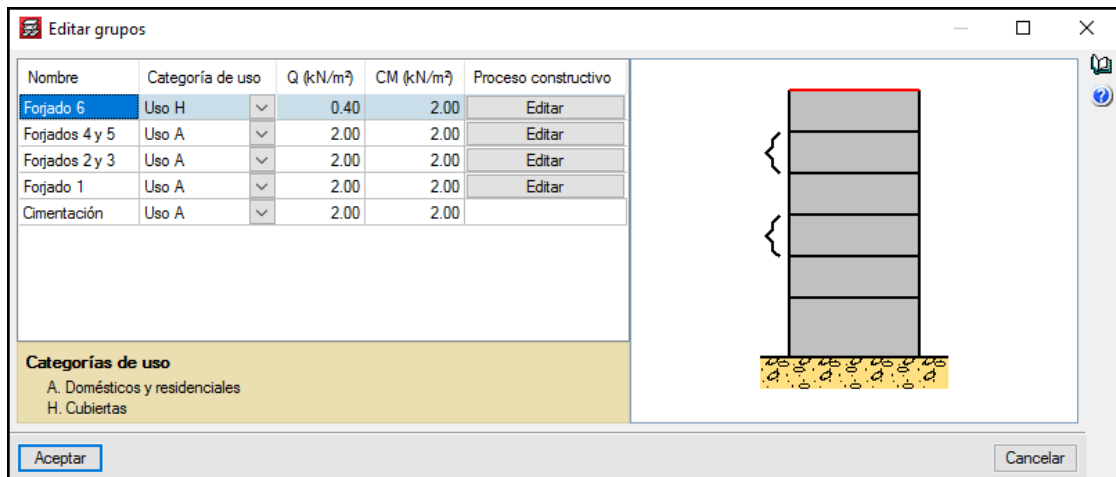 Editar grupos
Nombre Categoría de uso Q (kN/m²) CM (kN/m²) Proceso constructivo
Forjado 6 Uso H 0.40 2.00 Editar
Forjados 4 y 5 Uso A 2.00 2.00 Editar
Forjados 2 y 3 Uso A 2.00 2.00 Editar
Forjado 1 Uso A 2.00 2.00 Editar
Cimentación Uso A 2.00 2.00
Categorías de uso
A. Domésticos y residenciales
H. Cubiertas
Aceptar Cancelar